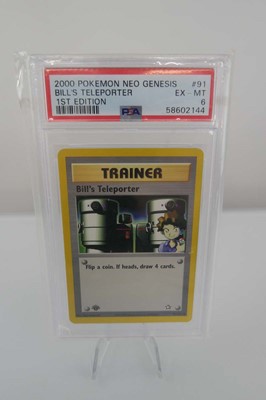 2000 POKEMON NEO GENESIS #91
BILL'S TELEPORTER EX-MT
1ST EDITION PSA 6
58602144
TRAINER
Bill's Teleporter
Flip a coin. If heads, draw 4 cards.